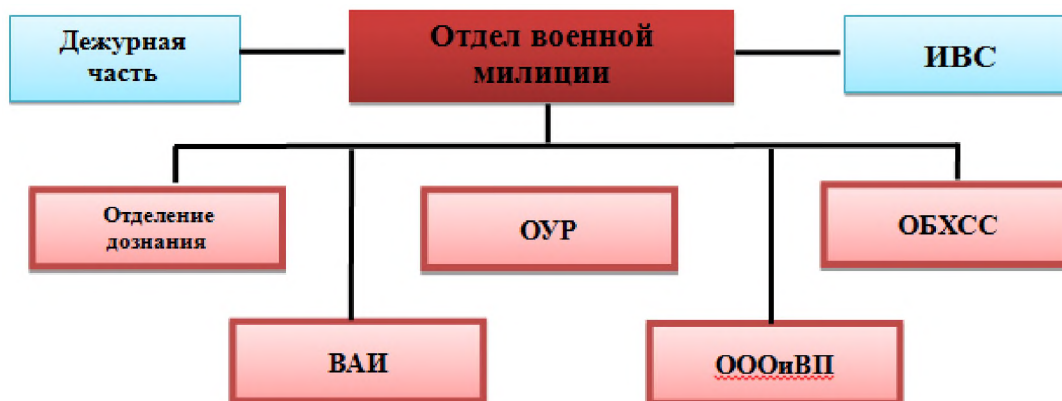 Дежурная
часть
Отдел военной
милиции
ИВС
Отделение
дознания
ОУР
ОБХСС
ВАИ
ОООиВП